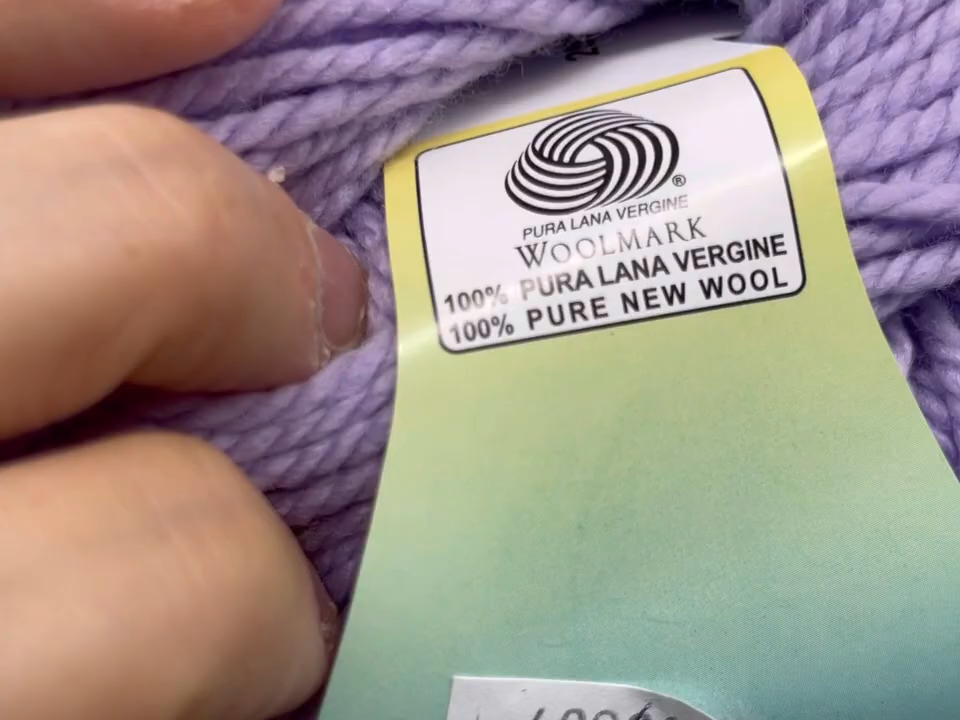 ®
PURA LANA VERGINE
WOOLMARK
100% PURA LANA VERGINE
100% PURE NEW WOOL